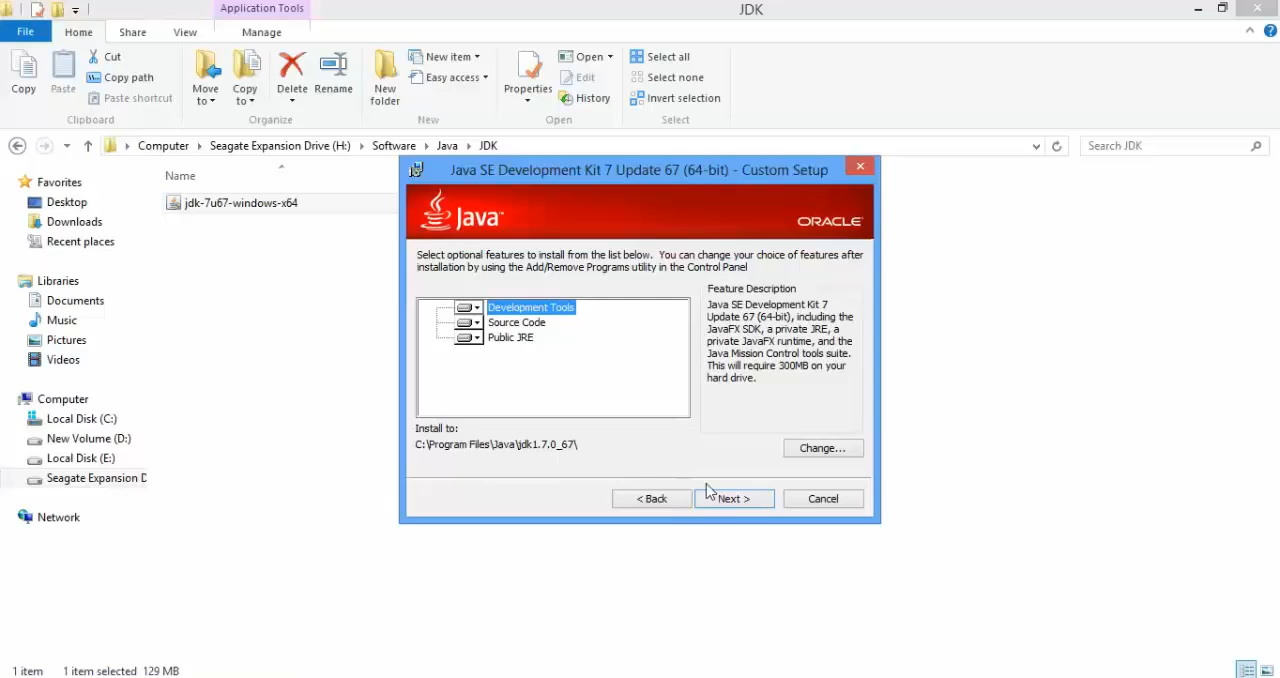 Application Tools
JDK
File
Home
Share
View
Manage
Copy
Paste
Cut
Copy path
Paste shortcut
Clipboard
Move to
Copy to
Delete
Rename
Organize
New folder
New item
Easy access
New
Properties
Open
Edit
History
Open
Select all
Select none
Invert selection
Select
Computer
Seagate Expansion Drive (H:)
Software
Java
JDK
Search JDK
Favorites
Desktop
Downloads
Recent places
Libraries
Documents
Music
Pictures
Videos
Computer
Local Disk (C:)
New Volume (D:)
Local Disk (E:)
Seagate Expansion D
Network
Name
jdk-7u67-windows-x64
Java SE Development Kit 7 Update 67 (64-bit) - Custom Setup
Java™
ORACLE
Select optional features to install from the list below. You can change your choice of features after
installation by using the Add/Remove Programs utility in the Control Panel
Development Tools
Source Code
Public JRE
Feature Description
Java SE Development Kit 7
Update 67 (64-bit), including the
JavaFX SDK, a private JRE, a
private JavaFX runtime, and the
Java Mission Control tools suite.
This will require 300MB on your
hard drive.
Install to:
C:\Program Files\Java\jdk1.7.0_67\
Change...
< Back
Next >
Cancel
1 item
1 item selected 129 MB